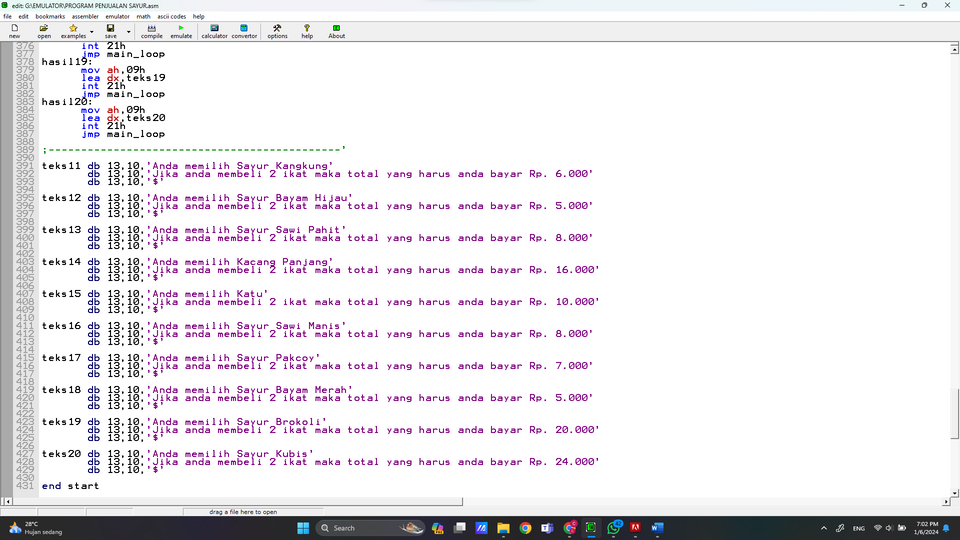 edit: G:\EMULATOR\PROGRAM PENJUALAN SAYUR.asm
file edit bookmarks assembler emulator math ascii codes help
new open examples save compile emulate calculator convertor options help About
376 int 21h
377 jmp main_loop
378 hasil19:
379 mov ah,09h
380 lea dx,teks19
381 int 21h
382 jmp main_loop
383 hasil20:
384 mov ah,09h
385 lea dx,teks20
386 int 21h
387 jmp main_loop
388
389 ;---------------------------------------------'
390
391 teks11 db 13,10,'Anda memilih Sayur Kangkung'
392 db 13,10,'Jika anda membeli 2 ikat maka total yang harus anda bayar Rp. 6.000'
393 db 13,10,'$'
394
395 teks12 db 13,10,'Anda memilih Sayur Bayam Hijau'
396 db 13,10,'Jika anda membeli 2 ikat maka total yang harus anda bayar Rp. 5.000'
397 db 13,10,'$'
398
399 teks13 db 13,10,'Anda memilih Sayur Sawi Pahit'
400 db 13,10,'Jika anda membeli 2 ikat maka total yang harus anda bayar Rp. 8.000'
401 db 13,10,'$'
402
403 teks14 db 13,10,'Anda memilih Kacang Panjang'
404 db 13,10,'Jika anda membeli 2 ikat maka total yang harus anda bayar Rp. 16.000'
405 db 13,10,'$'
406
407 teks15 db 13,10,'Anda memilih Katu'
408 db 13,10,'Jika anda membeli 2 ikat maka total yang harus anda bayar Rp. 10.000'
409 db 13,10,'$'
410
411 teks16 db 13,10,'Anda memilih Sayur Sawi Manis'
412 db 13,10,'Jika anda membeli 2 ikat maka total yang harus anda bayar Rp. 8.000'
413 db 13,10,'$'
414
415 teks17 db 13,10,'Anda memilih Sayur Pakcoy'
416 db 13,10,'Jika anda membeli 2 ikat maka total yang harus anda bayar Rp. 7.000'
417 db 13,10,'$'
418
419 teks18 db 13,10,'Anda memilih Sayur Bayam Merah'
420 db 13,10,'Jika anda membeli 2 ikat maka total yang harus anda bayar Rp. 5.000'
421 db 13,10,'$'
422
423 teks19 db 13,10,'Anda memilih Sayur Brokoli'
424 db 13,10,'Jika anda membeli 2 ikat maka total yang harus anda bayar Rp. 20.000'
425 db 13,10,'$'
426
427 teks20 db 13,10,'Anda memilih Sayur Kubis'
428 db 13,10,'Jika anda membeli 2 ikat maka total yang harus anda bayar Rp. 24.000'
429 db 13,10,'$'
430
431 end start
drag a file here to open
28°C
Hujan sedang
Search
ENG
7:02 PM
1/6/2024